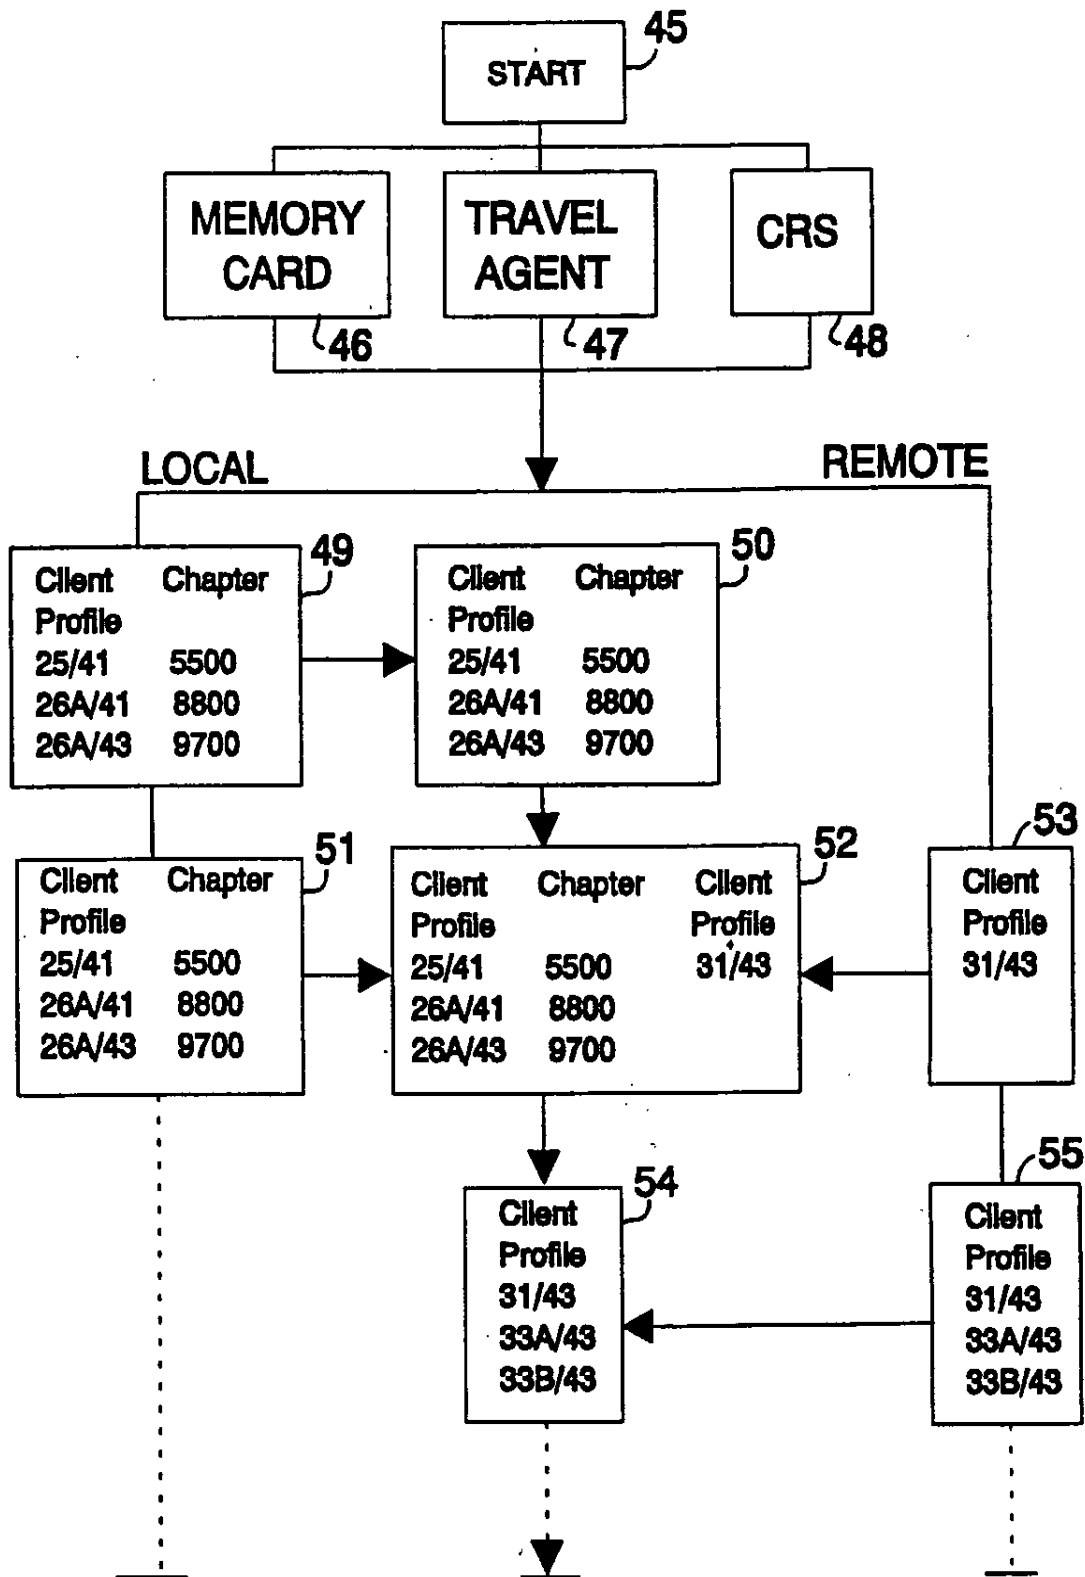 45
START
MEMORY
CARD
46
TRAVEL
AGENT
47
CRS
48
LOCAL
REMOTE
49
Client Chapter
Profile
25/41 5500
26A/41 8800
26A/43 9700
50
Client Chapter
Profile
25/41 5500
26A/41 8800
26A/43 9700
51
Client Chapter
Profile
25/41 5500
26A/41 8800
26A/43 9700
52
Client Chapter Client
Profile Profile
25/41 5500 31/43
26A/41 8800
26A/43 9700
53
Client
Profile
31/43
54
Client
Profile
31/43
33A/43
33B/43
55
Client
Profile
31/43
33A/43
33B/43